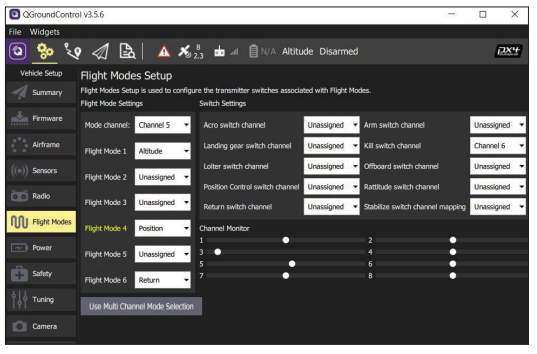 QGroundControl v3.5.6
File Widgets
8
2.3
N/A Altitude Disarmed
px4
Vehicle Setup
Summary
Firmware
Airframe
Sensors
Radio
Flight Modes
Power
Safety
Tuning
Camera
Flight Modes Setup
Flight Modes Setup is used to configure the transmitter switches associated with Flight Modes.
Flight Mode Settings
Mode channel: Channel 5
Flight Mode 1 Altitude
Flight Mode 2 Unassigned
Flight Mode 3 Unassigned
Flight Mode 4 Position
Flight Mode 5 Unassigned
Flight Mode 6 Return
Use Multi Channel Mode Selection
Switch Settings
Acro switch channel Unassigned Arm switch channel Unassigned
Landing gear switch channel Unassigned Kill switch channel Channel 6
Loiter switch channel Unassigned Offboard switch channel Unassigned
Position Control switch channel Unassigned Rattitude switch channel Unassigned
Return switch channel Unassigned Stabilize switch channel mapping Unassigned
Channel Monitor
1 2
3 4
5 6
7 8